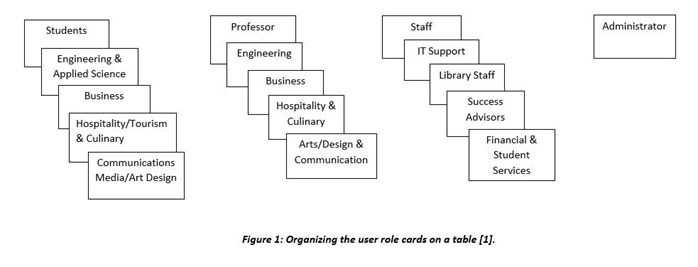 Students
Engineering &
Applied Science
Business
Hospitality/Tourism
& Culinary
Communications
Media/Art Design
Professor
Engineering
Business
Hospitality &
Culinary
Arts/Design &
Communication
Staff
IT Support
Library Staff
Success
Advisors
Financial &
Student
Services
Administrator
Figure 1: Organizing the user role cards on a table [1].